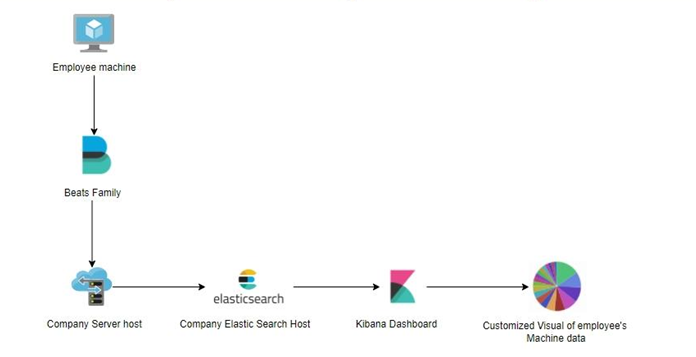 Employee machine
Beats Family
elasticsearch
Company Server host
Company Elastic Search Host
Kibana Dashboard
Customized Visual of employee's
Machine data